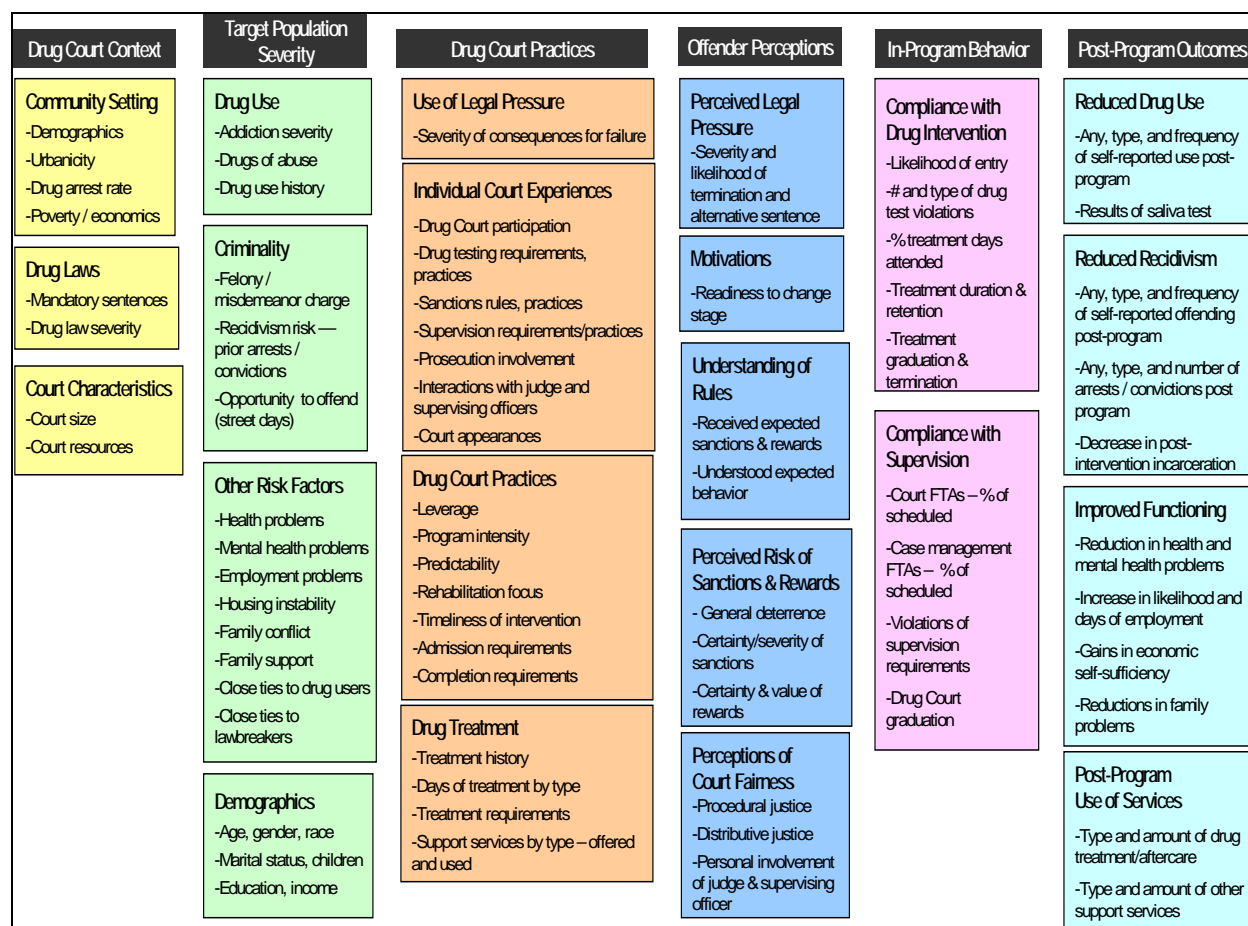 Drug Court Context
Community Setting
-Demographics
-Urbanicity
-Drug arrest rate
-Poverty / economics
Drug Laws
-Mandatory sentences
-Drug law severity
Court Characteristics
-Court size
-Court resources
Target Population
Severity
Drug Use
-Addiction severity
-Drugs of abuse
-Drug use history
Criminality
-Felony /
misdemeanor charge
-Recidivism risk —
prior arrests /
convictions
-Opportunity to offend
(street days)
Other Risk Factors
-Health problems
-Mental health problems
-Employment problems
-Housing instability
-Family conflict
-Family support
-Close ties to drug users
-Close ties to
lawbreakers
Demographics
-Age, gender, race
-Marital status, children
-Education, income
Drug Court Practices
Use of Legal Pressure
-Severity of consequences for failure
Individual Court Experiences
-Drug Court participation
-Drug testing requirements,
practices
-Sanctions rules, practices
-Supervision requirements/practices
-Prosecution involvement
-Interactions with judge and
supervising officers
-Court appearances
Drug Court Practices
-Leverage
-Program intensity
-Predictability
-Rehabilitation focus
-Timeliness of intervention
-Admission requirements
-Completion requirements
Drug Treatment
-Treatment history
-Days of treatment by type
-Treatment requirements
-Support services by type – offered
and used
Offender Perceptions
Perceived Legal
Pressure
-Severity and
likelihood of
termination and
alternative sentence
Motivations
-Readiness to change
stage
Understanding of
Rules
-Received expected
sanctions & rewards
-Understood expected
behavior
Perceived Risk of
Sanctions & Rewards
- General deterrence
-Certainty/severity of
sanctions
-Certainty & value of
rewards
Perceptions of
Court Fairness
-Procedural justice
-Distributive justice
-Personal involvement
of judge & supervising
officer
In-Program Behavior
Compliance with
Drug Intervention
-Likelihood of entry
-# and type of drug
test violations
-% treatment days
attended
-Treatment duration &
retention
-Treatment
graduation &
termination
Compliance with
Supervision
-Court FTAs – % of
scheduled
-Case management
FTAs – % of
scheduled
-Violations of
supervision
requirements
-Drug Court
graduation
Post-Program Outcomes
Reduced Drug Use
-Any, type, and frequency
of self-reported use post-
program
-Results of saliva test
Reduced Recidivism
-Any, type, and frequency
of self-reported offending
post-program
-Any, type, and number of
arrests / convictions post
program
-Decrease in post-
intervention incarceration
Improved Functioning
-Reduction in health and
mental health problems
-Increase in likelihood and
days of employment
-Gains in economic
self-sufficiency
-Reductions in family
problems
Post-Program
Use of Services
-Type and amount of drug
treatment/aftercare
-Type and amount of other
support services